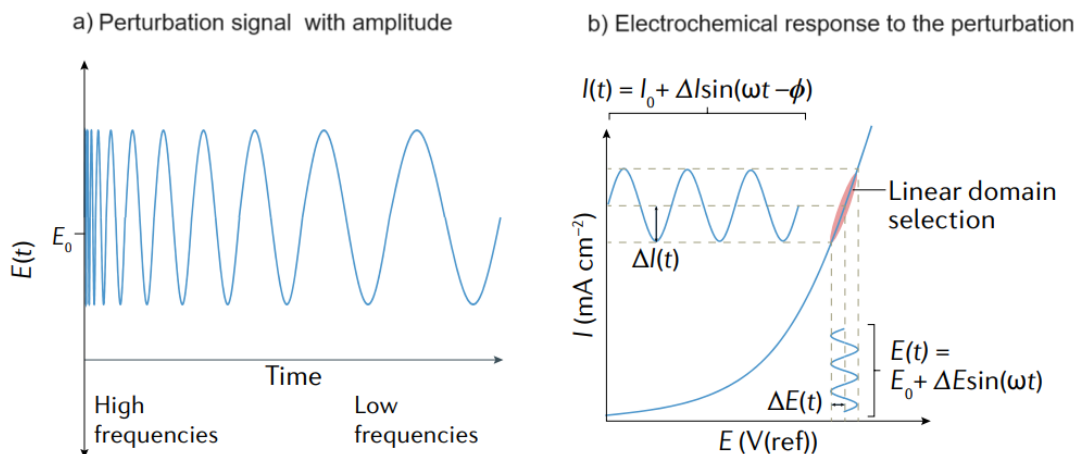 a) Perturbation signal with amplitude
E(t)
E₀
Time
High
frequencies
Low
frequencies
b) Electrochemical response to the perturbation
I(t) = I₀+ ΔIsin(ωt −ϕ)
I (mA cm⁻²)
ΔI(t)
Linear domain
selection
E(t) =
E₀+ ΔEsin(ωt)
ΔE(t)
E (V(ref))